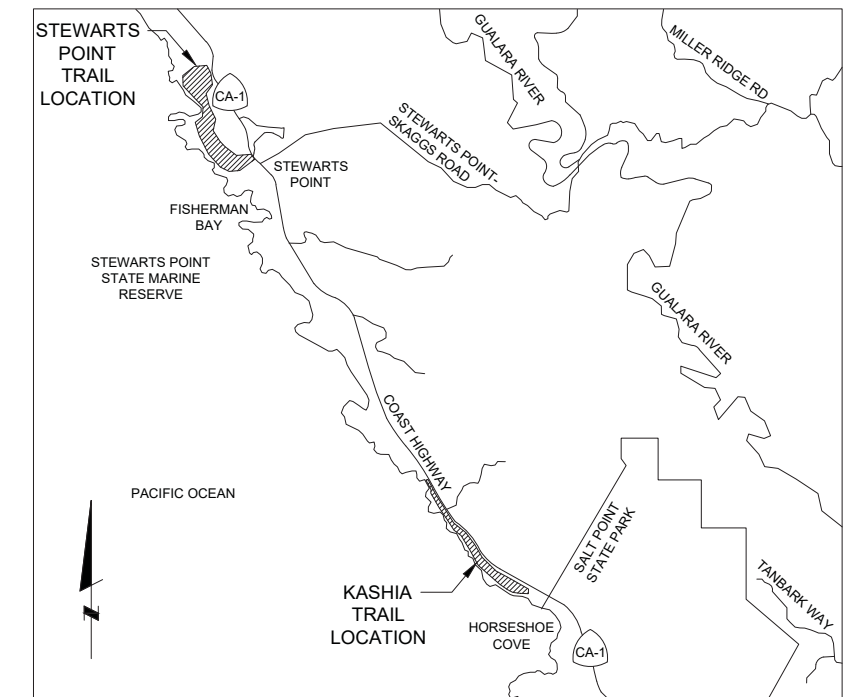 STEWARTS
POINT
TRAIL
LOCATION
CA-1
GUALARA RIVER
MILLER RIDGE RD
STEWARTS POINT-
SKAGGS ROAD
STEWARTS
POINT
FISHERMAN
BAY
STEWARTS POINT
STATE MARINE
RESERVE
GUALARA RIVER
COAST HIGHWAY
PACIFIC OCEAN
SALT POINT
STATE PARK
TANBARK WAY
KASHIA
TRAIL
LOCATION
HORSESHOE
COVE
CA-1
N